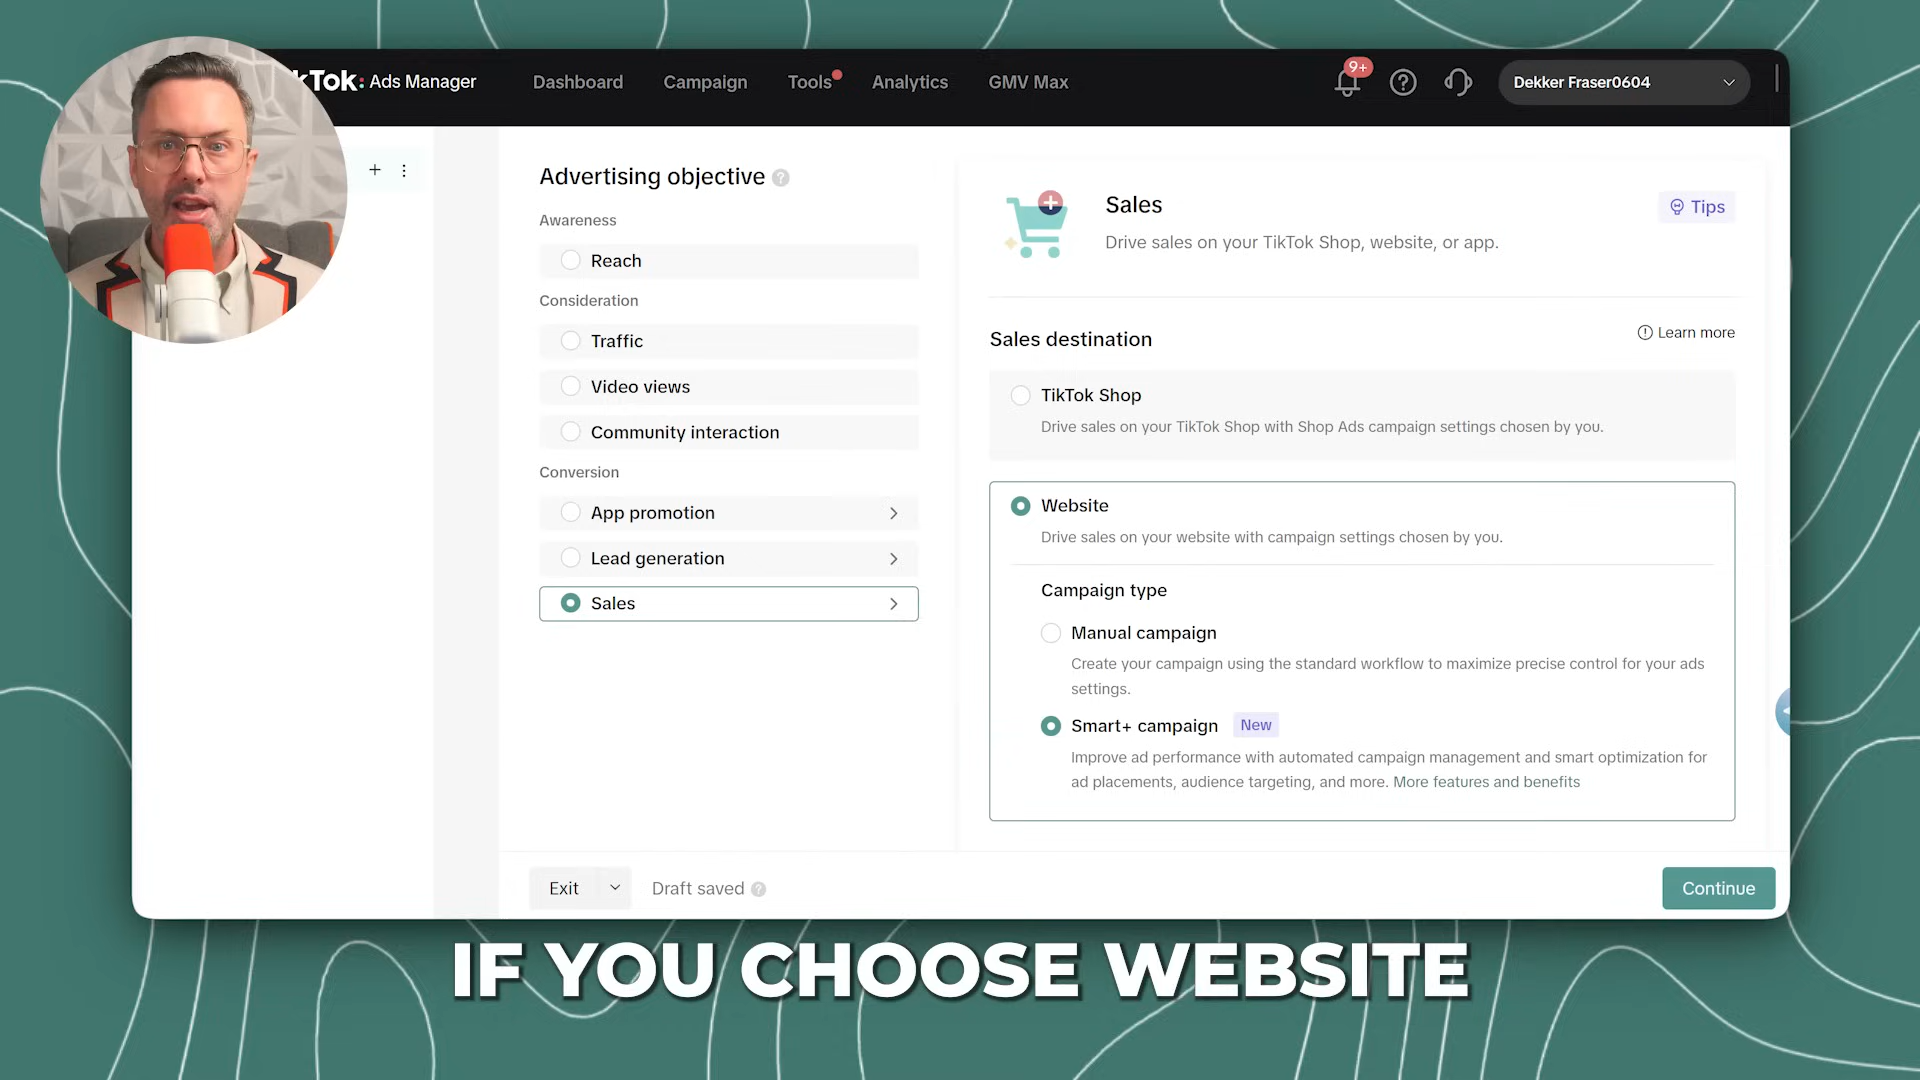 kTok: Ads Manager
Dashboard
Campaign
Tools
Analytics
GMV Max
9+
Dekker Fraser0604
Advertising objective
Awareness
Reach
Consideration
Traffic
Video views
Community interaction
Conversion
App promotion
Lead generation
Sales
Sales
Drive sales on your TikTok Shop, website, or app.
Tips
Sales destination
Learn more
TikTok Shop
Drive sales on your TikTok Shop with Shop Ads campaign settings chosen by you.
Website
Drive sales on your website with campaign settings chosen by you.
Campaign type
Manual campaign
Create your campaign using the standard workflow to maximize precise control for your ads
settings.
Smart+ campaign New
Improve ad performance with automated campaign management and smart optimization for
ad placements, audience targeting, and more. More features and benefits
Exit
Draft saved
Continue
IF YOU CHOOSE WEBSITE